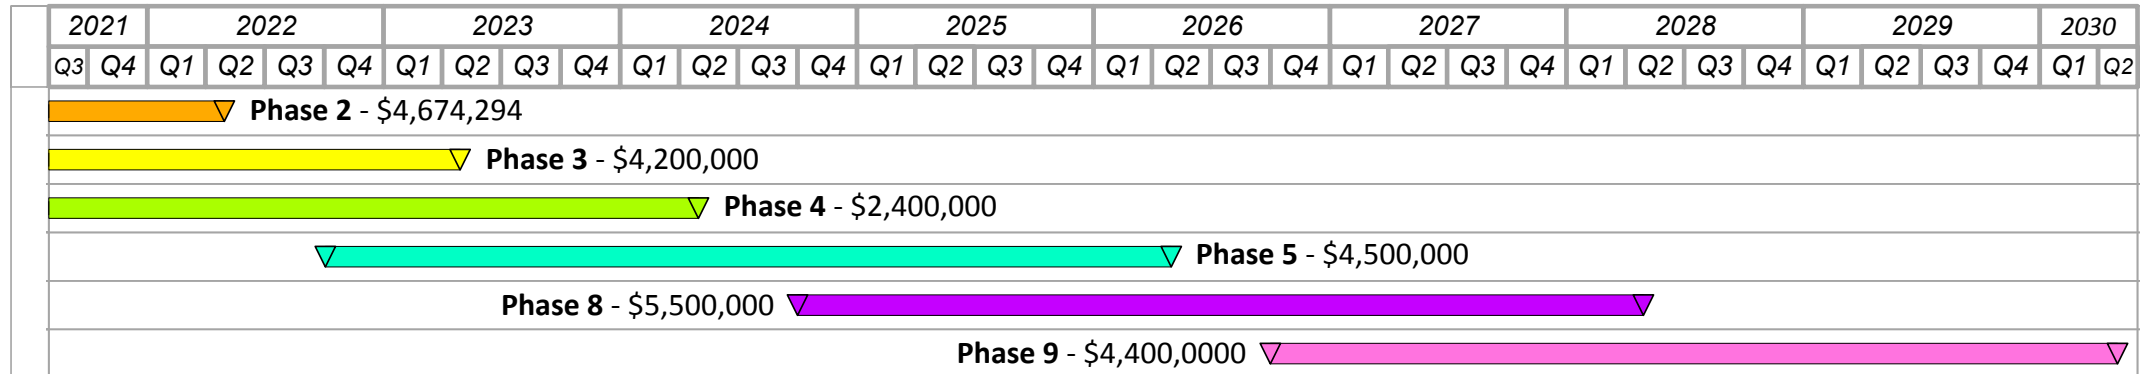 2021 2022 2023 2024 2025 2026 2027 2028 2029 2030
Q3 Q4 Q1 Q2 Q3 Q4 Q1 Q2 Q3 Q4 Q1 Q2 Q3 Q4 Q1 Q2 Q3 Q4 Q1 Q2 Q3 Q4 Q1 Q2 Q3 Q4 Q1 Q2 Q3 Q4 Q1 Q2 Q3 Q4 Q1 Q2
Phase 2 - $4,674,294
Phase 3 - $4,200,000
Phase 4 - $2,400,000
Phase 5 - $4,500,000
Phase 8 - $5,500,000
Phase 9 - $4,400,0000